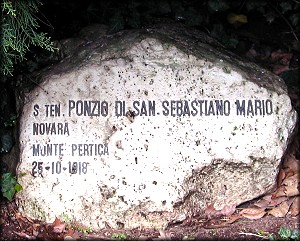 S. TEN. PONZIO DI SAN. SEBASTIANO MARIO
NOVARA
MONTE PERTICA
25-10-1918